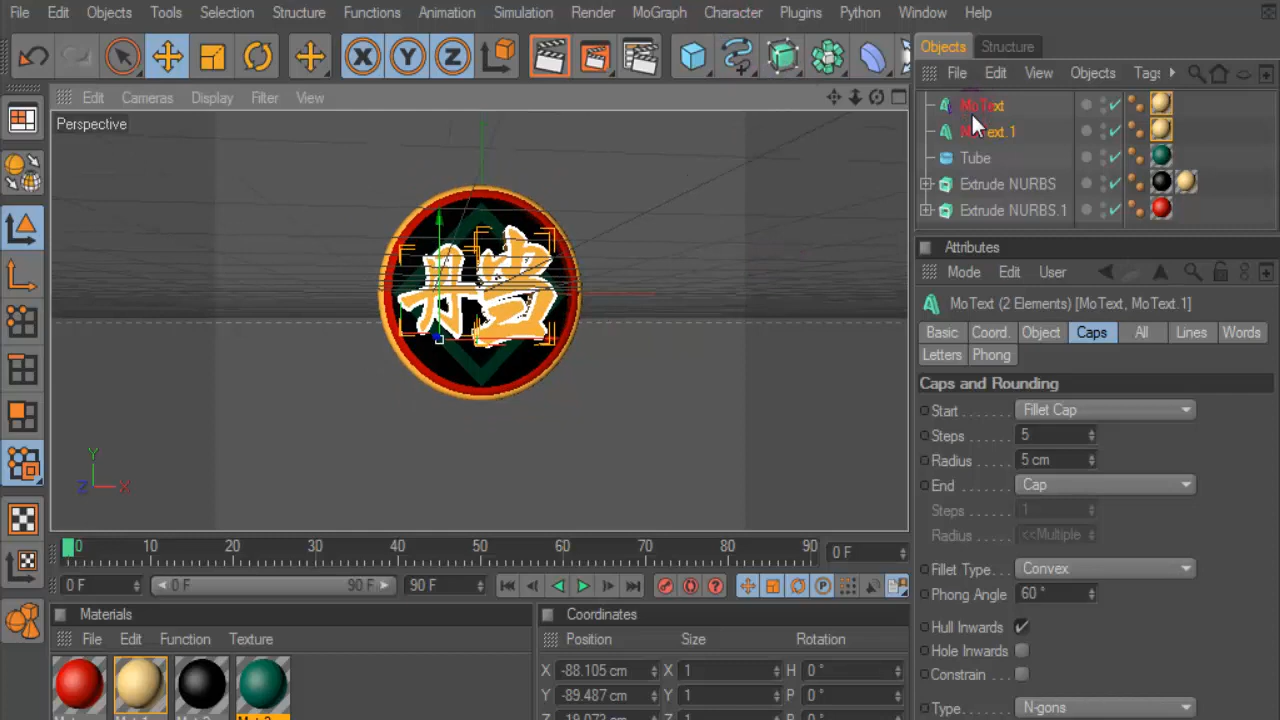 File Edit Objects Tools Selection Structure Functions Animation Simulation Render MoGraph Character Plugins Python Window Help
X Y Z
Objects Structure
File Edit View Objects Tags
Edit Cameras Display Filter View
Perspective
MoText
MoText.1
Tube
Extrude NURBS
Extrude NURBS.1
Y
Z X
Attributes
Mode Edit User
MoText (2 Elements) [MoText, MoText.1]
Basic Coord. Object Caps All Lines Words
Letters Phong
Caps and Rounding
Start Fillet Cap
Steps 5
Radius 5 cm
End Cap
Steps 1
Radius <<Multiple
Fillet Type Convex
Phong Angle 60 °
Hull Inwards
Hole Inwards
Constrain
Type N-gons
0 10 20 30 40 50 60 70 80 90 0 F
0 F 0 F 90 F 90 F
Materials
File Edit Function Texture
Coordinates
Position Size Rotation
X -88.105 cm X 1 H 0 °
Y -89.487 cm Y 1 P 0 °